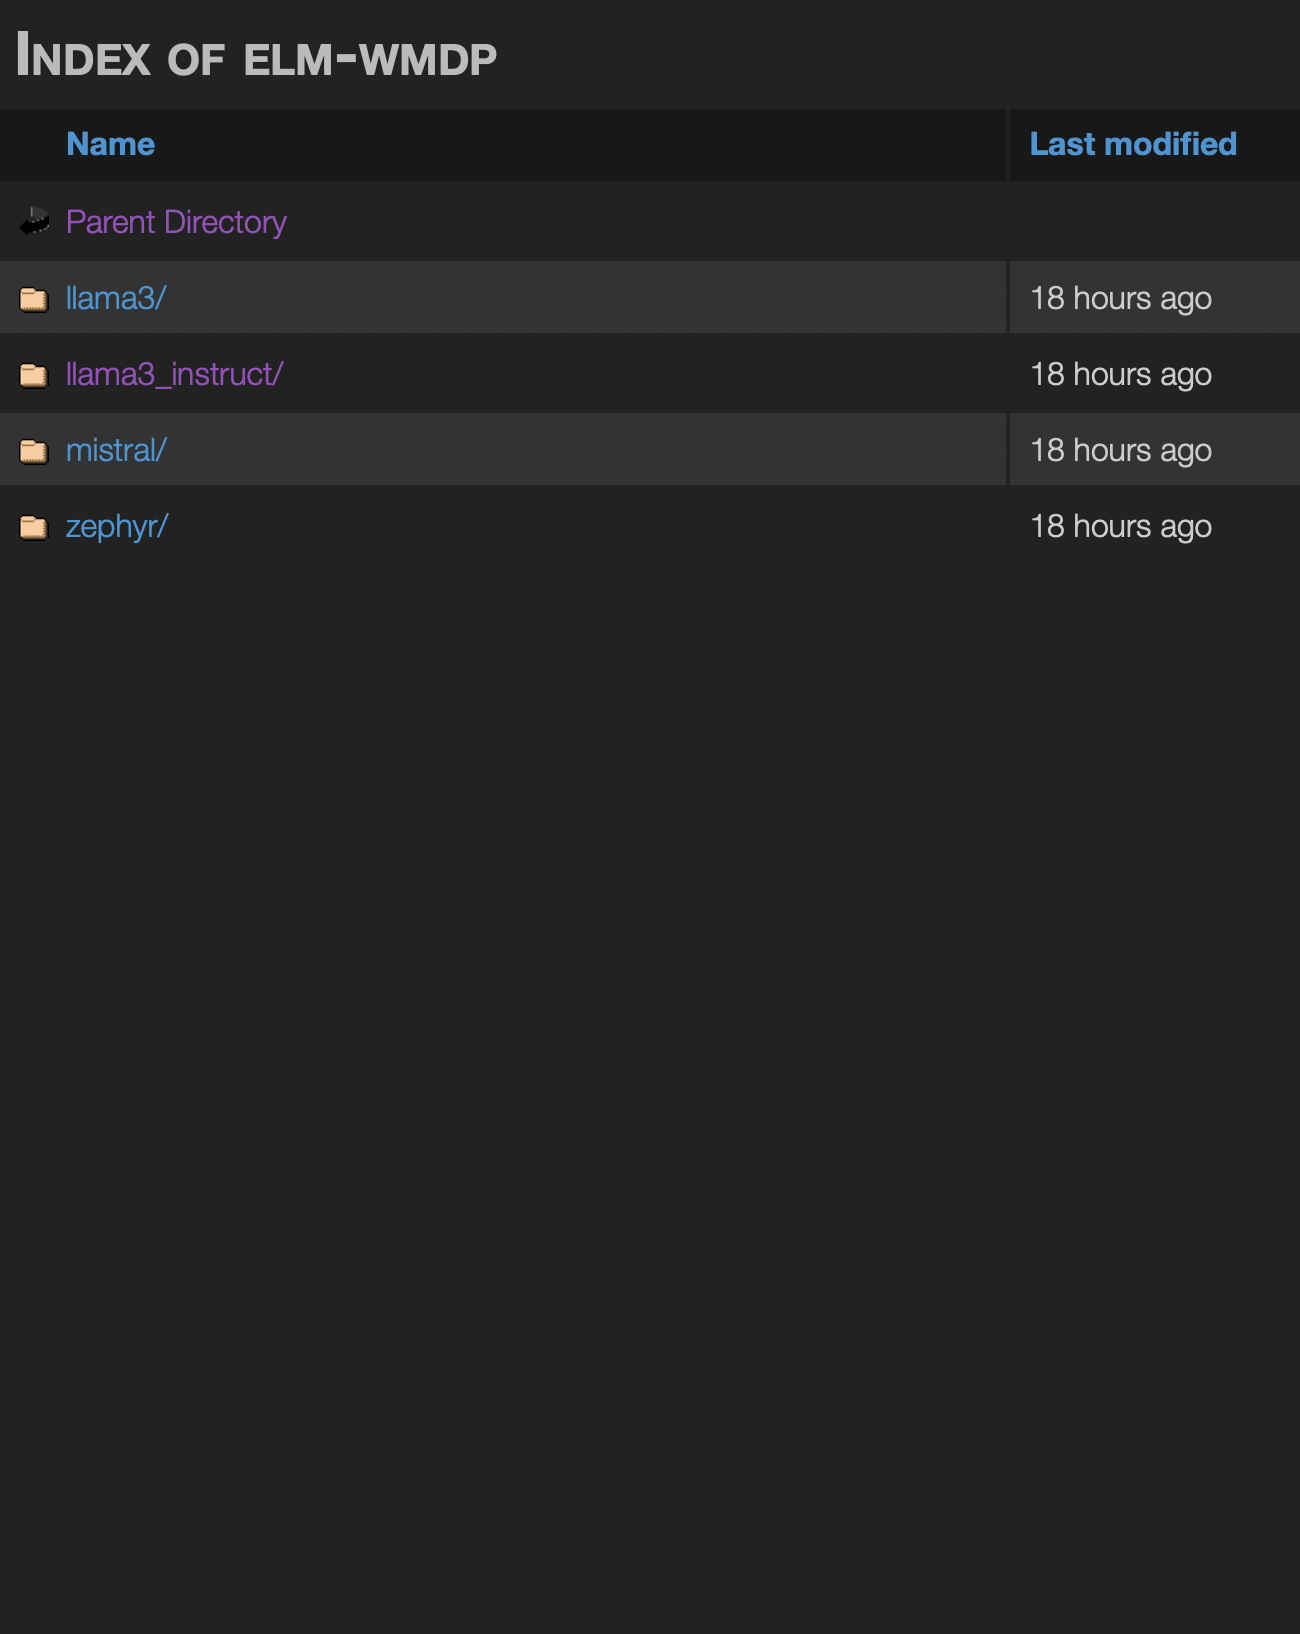 Index of elm-wmdp
Name Last modified
Parent Directory
llama3/ 18 hours ago
llama3_instruct/ 18 hours ago
mistral/ 18 hours ago
zephyr/ 18 hours ago